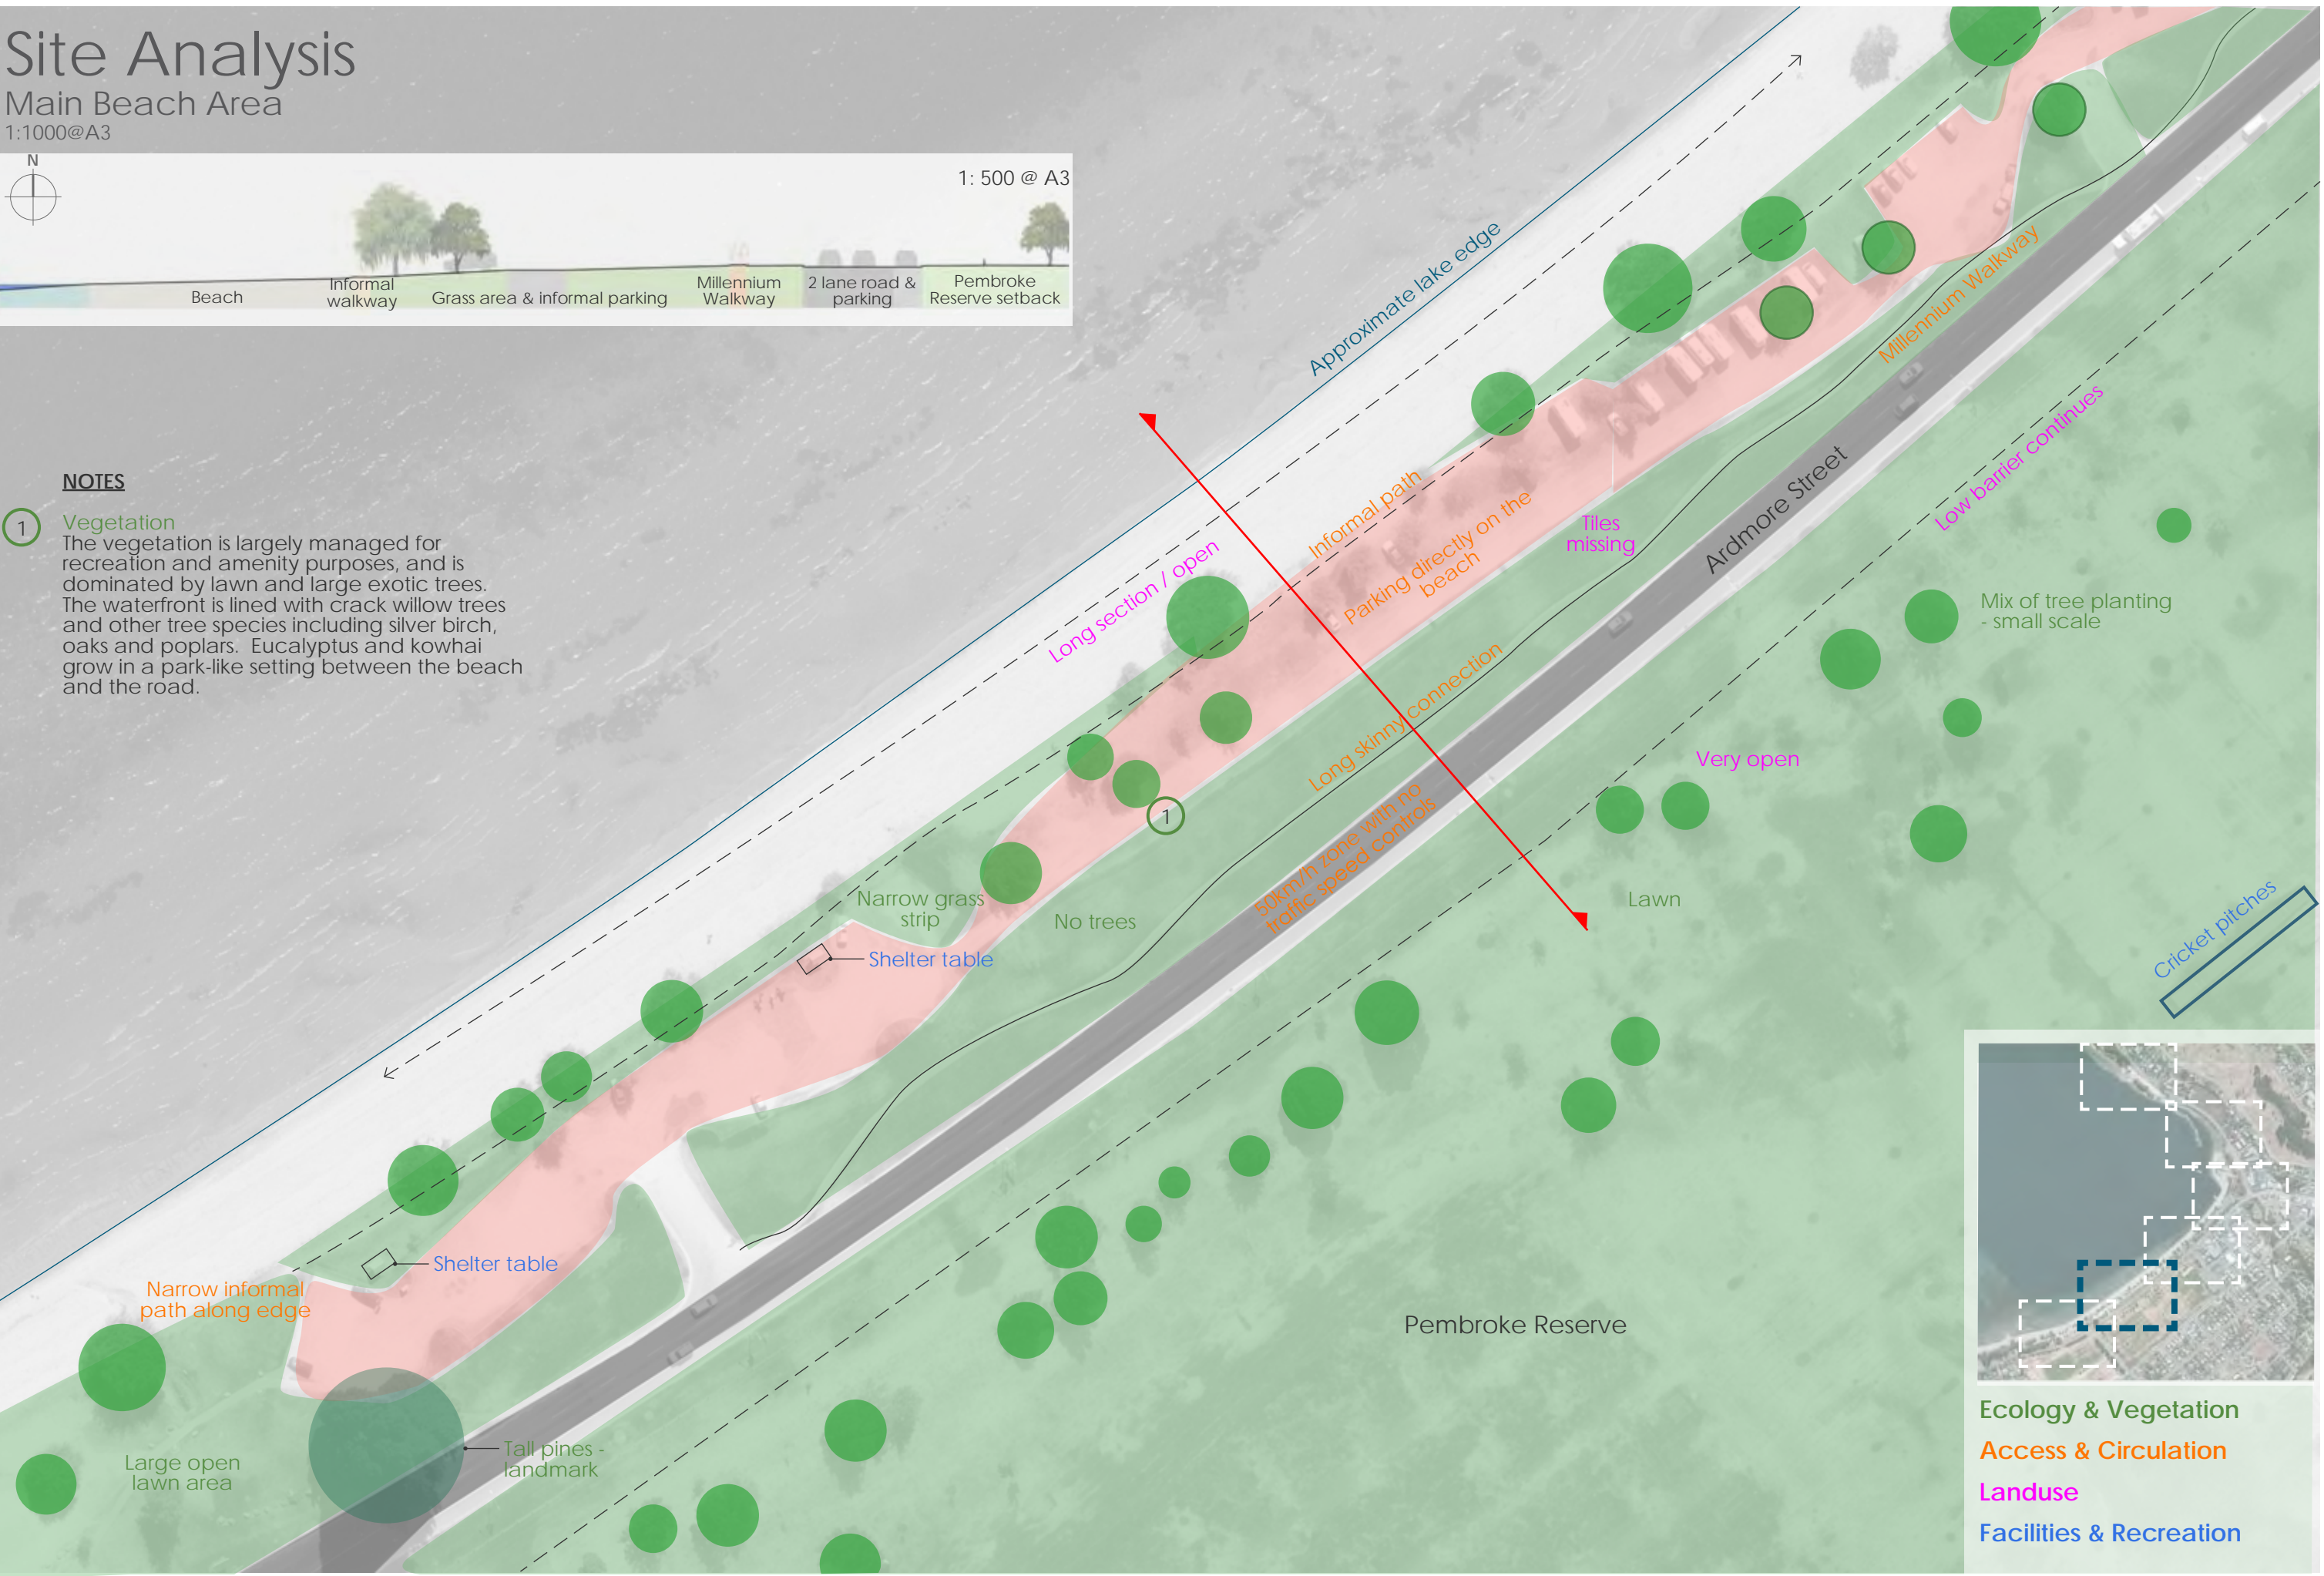 Site Analysis
Main Beach Area
1:1000@A3
N
1: 500 @ A3
Beach
Informal
walkway
Grass area & informal parking
Millennium
Walkway
2 lane road &
parking
Pembroke
Reserve setback
NOTES
1
Vegetation
The vegetation is largely managed for
recreation and amenity purposes, and is
dominated by lawn and large exotic trees.
The waterfront is lined with crack willow trees
and other tree species including silver birch,
oaks and poplars. Eucalyptus and kowhai
grow in a park-like setting between the beach
and the road.
Approximate lake edge
Millennium Walkway
Low barrier continues
Informal path
Parking directly on the
beach
Tiles
missing
Ardmore Street
Long section / open
Long skinny connection
Mix of tree planting
- small scale
Very open
1
50km/h zone with no
traffic speed controls
Narrow grass
strip
No trees
Lawn
Shelter table
Cricket pitches
Shelter table
Narrow informal
path along edge
Pembroke Reserve
Large open
lawn area
Tall pines -
landmark
Ecology & Vegetation
Access & Circulation
Landuse
Facilities & Recreation